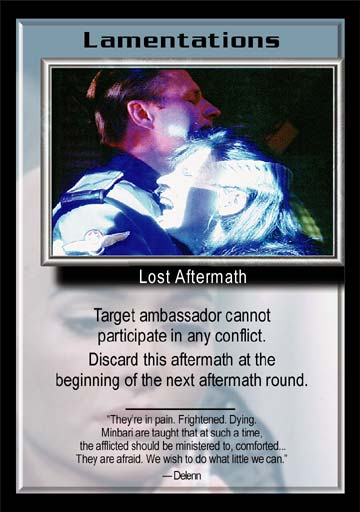 Lamentations
Lost Aftermath
Target ambassador cannot
participate in any conflict.
Discard this aftermath at the
beginning of the next aftermath round.
"They're in pain. Frightened. Dying.
Minbari are taught that at such a time,
the afflicted should be ministered to, comforted...
They are afraid. We wish to do what little we can."
— Delenn